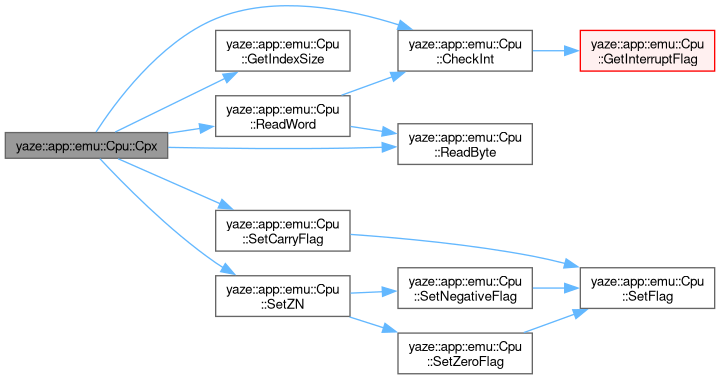 yaze::app::emu::Cpu::Cpx
yaze::app::emu::Cpu
::GetIndexSize
yaze::app::emu::Cpu
::ReadWord
yaze::app::emu::Cpu
::SetCarryFlag
yaze::app::emu::Cpu
::SetZN
yaze::app::emu::Cpu
::CheckInt
yaze::app::emu::Cpu
::ReadByte
yaze::app::emu::Cpu
::SetNegativeFlag
yaze::app::emu::Cpu
::SetZeroFlag
yaze::app::emu::Cpu
::GetInterruptFlag
yaze::app::emu::Cpu
::SetFlag